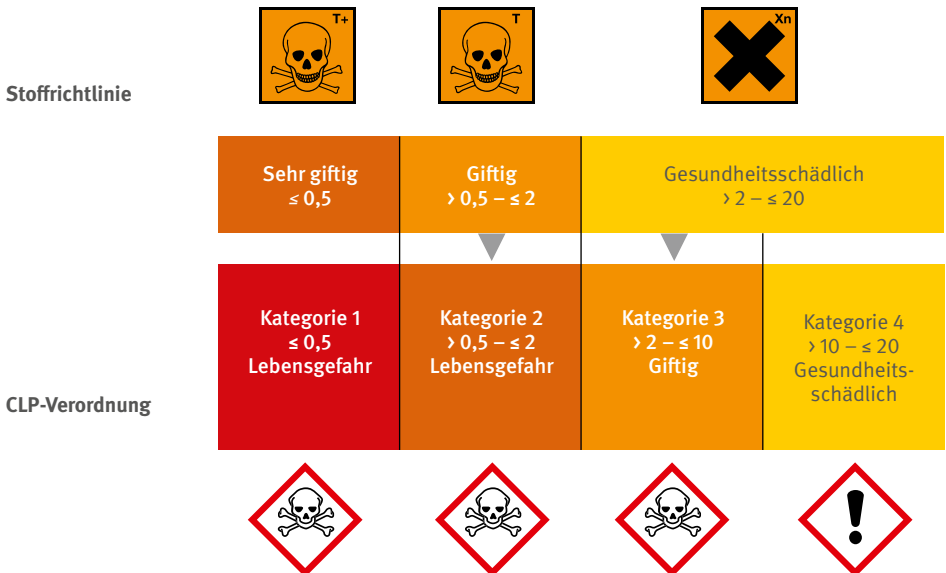 T+
T
Xn
Stoffrichtlinie
Sehr giftig
≤ 0,5
Giftig
> 0,5 – ≤ 2
Gesundheitsschädlich
> 2 – ≤ 20
Kategorie 1
≤ 0,5
Lebensgefahr
Kategorie 2
> 0,5 – ≤ 2
Lebensgefahr
Kategorie 3
> 2 – ≤ 10
Giftig
Kategorie 4
> 10 – ≤ 20
Gesundheits-
schädlich
CLP-Verordnung